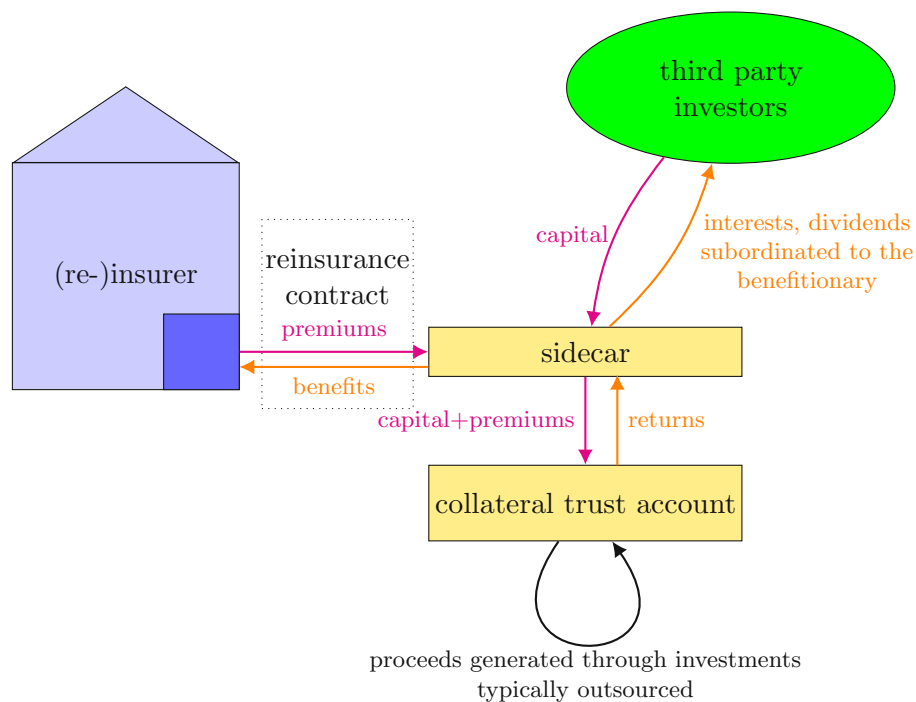 third party
investors
(re-)insurer
reinsurance
contract
premiums
benefits
capital
interests, dividends
subordinated to the
benefitionary
sidecar
capital+premiums
returns
collateral trust account
proceeds generated through investments
typically outsourced